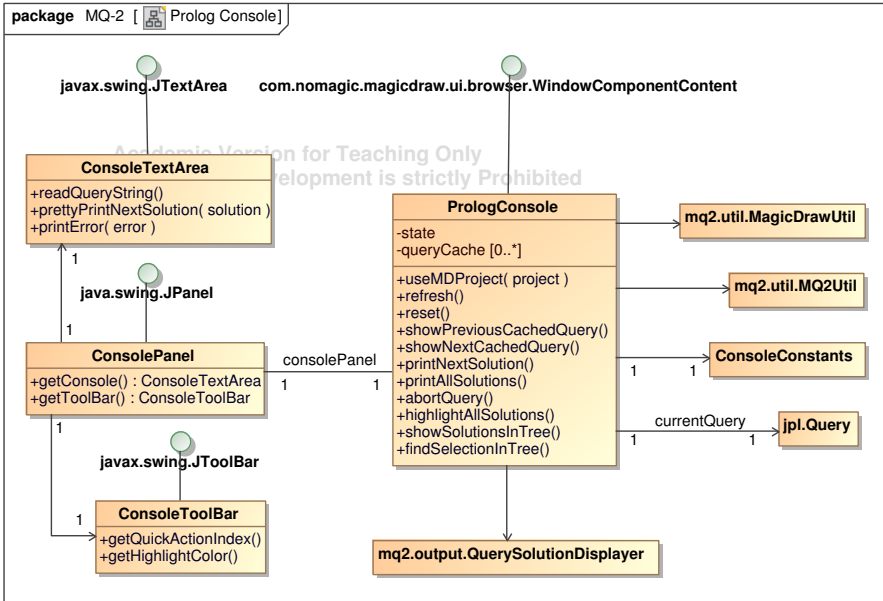 package MQ-2 [ Prolog Console]
javax.swing.JTextArea
com.nomagic.magicdraw.ui.browser.WindowComponentContent
Academic Version for Teaching Only
velopment is strictly Prohibited
ConsoleTextArea
+readQueryString()
+prettyPrintNextSolution( solution )
+printError( error )
1
1
java.swing.JPanel
ConsolePanel
+getConsole() : ConsoleTextArea
+getToolBar() : ConsoleToolBar
consolePanel
1
1
1
1
javax.swing.JToolBar
ConsoleToolBar
+getQuickActionIndex()
+getHighlightColor()
PrologConsole
-state
-queryCache [0..*]
+useMDProject( project )
+refresh()
+reset()
+showPreviousCachedQuery()
+showNextCachedQuery()
+printNextSolution()
+printAllSolutions()
+abortQuery()
+highlightAllSolutions()
+showSolutionsInTree()
+findSelectionInTree()
mq2.util.MagicDrawUtil
mq2.util.MQ2Util
ConsoleConstants
1
1
currentQuery
jpl.Query
1
1
mq2.output.QuerySolutionDisplayer